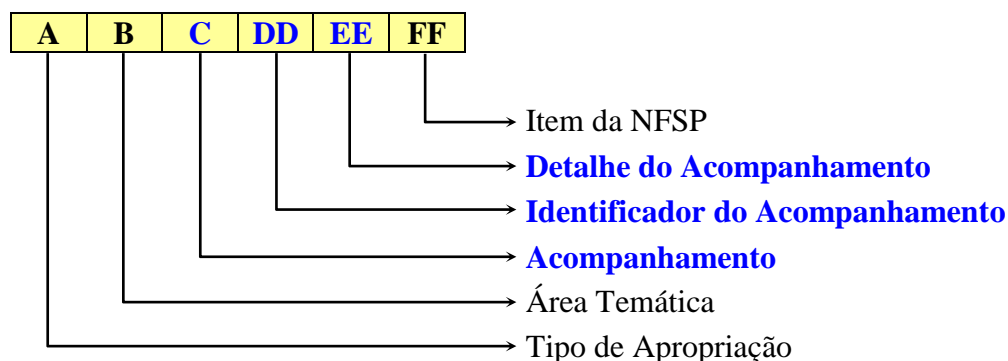 A B C DD EE FF
Item da NFSP
Detalhe do Acompanhamento
Identificador do Acompanhamento
Acompanhamento
Área Temática
Tipo de Apropriação